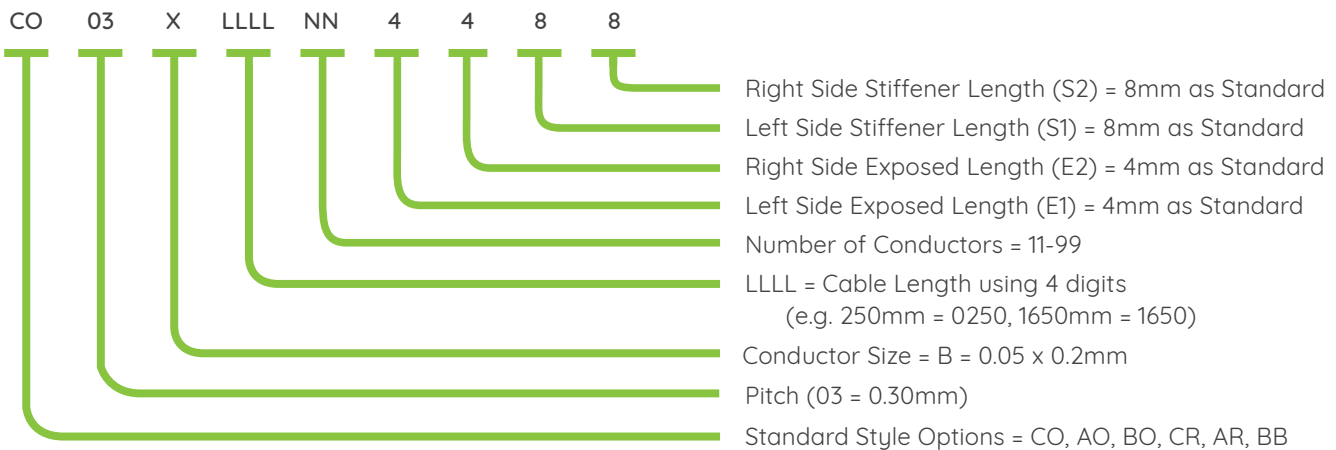 CO 03 X LLLL NN 4 4 8 8
Right Side Stiffener Length (S2) = 8mm as Standard
Left Side Stiffener Length (S1) = 8mm as Standard
Right Side Exposed Length (E2) = 4mm as Standard
Left Side Exposed Length (E1) = 4mm as Standard
Number of Conductors = 11-99
LLLL = Cable Length using 4 digits
(e.g. 250mm = 0250, 1650mm = 1650)
Conductor Size = B = 0.05 x 0.2mm
Pitch (03 = 0.30mm)
Standard Style Options = CO, AO, BO, CR, AR, BB